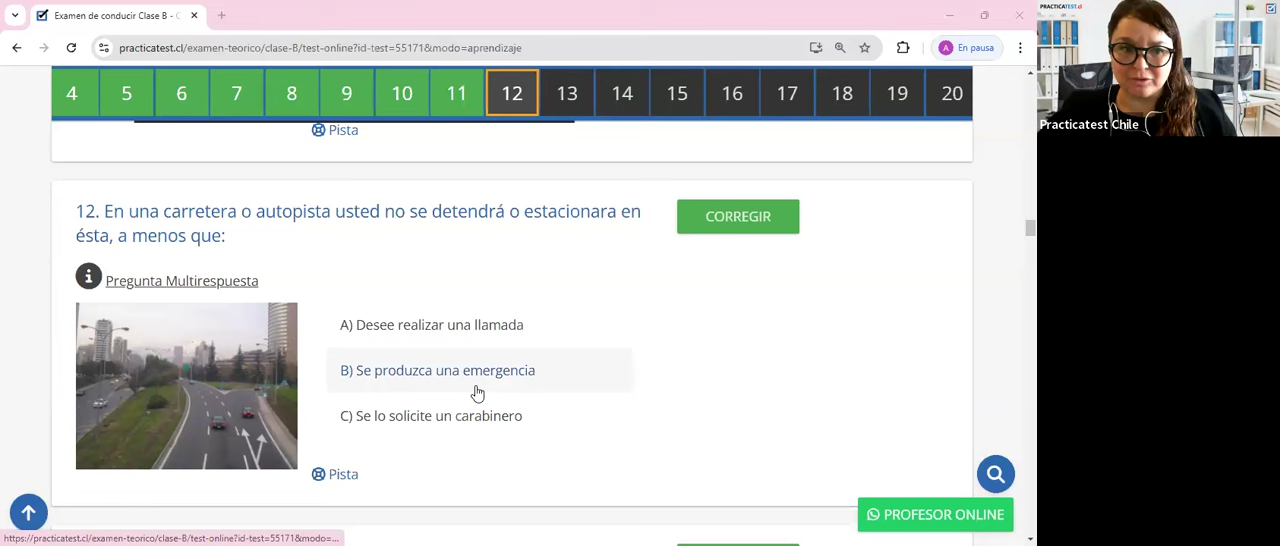 Examen de conducir Clase B - C
practicatest.cl/examen-teorico/clase-B/test-online?id-test=55171&modo=aprendizaje
A En pausa
PRACTICATEST.cl
Practicatest Chile
4 5 6 7 8 9 10 11 12 13 14 15 16 17 18 19 20
Pista
12. En una carretera o autopista usted no se detendrá o estacionara en
ésta, a menos que:
CORREGIR
Pregunta Multirespuesta
A) Desee realizar una llamada
B) Se produzca una emergencia
C) Se lo solicite un carabinero
Pista
PROFESOR ONLINE
https://practicatest.cl/examen-teorico/clase-B/test-online?id-test=55171&modo=...